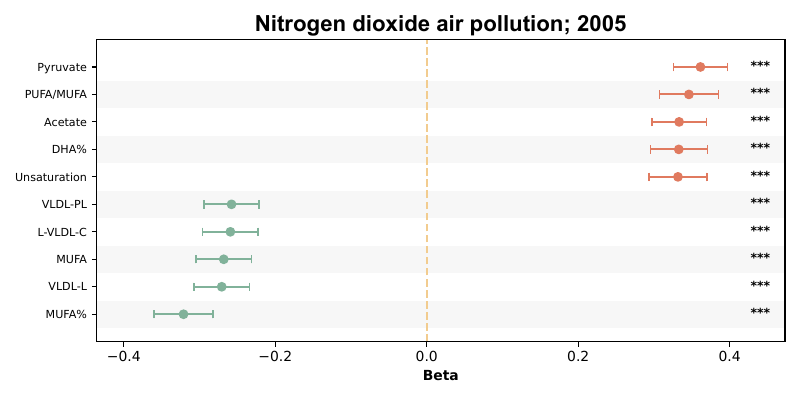 Nitrogen dioxide air pollution; 2005
Pyruvate ***
PUFA/MUFA ***
Acetate ***
DHA% ***
Unsaturation ***
VLDL-PL ***
L-VLDL-C ***
MUFA ***
VLDL-L ***
MUFA% ***
−0.4 −0.2 0.0 0.2 0.4
Beta